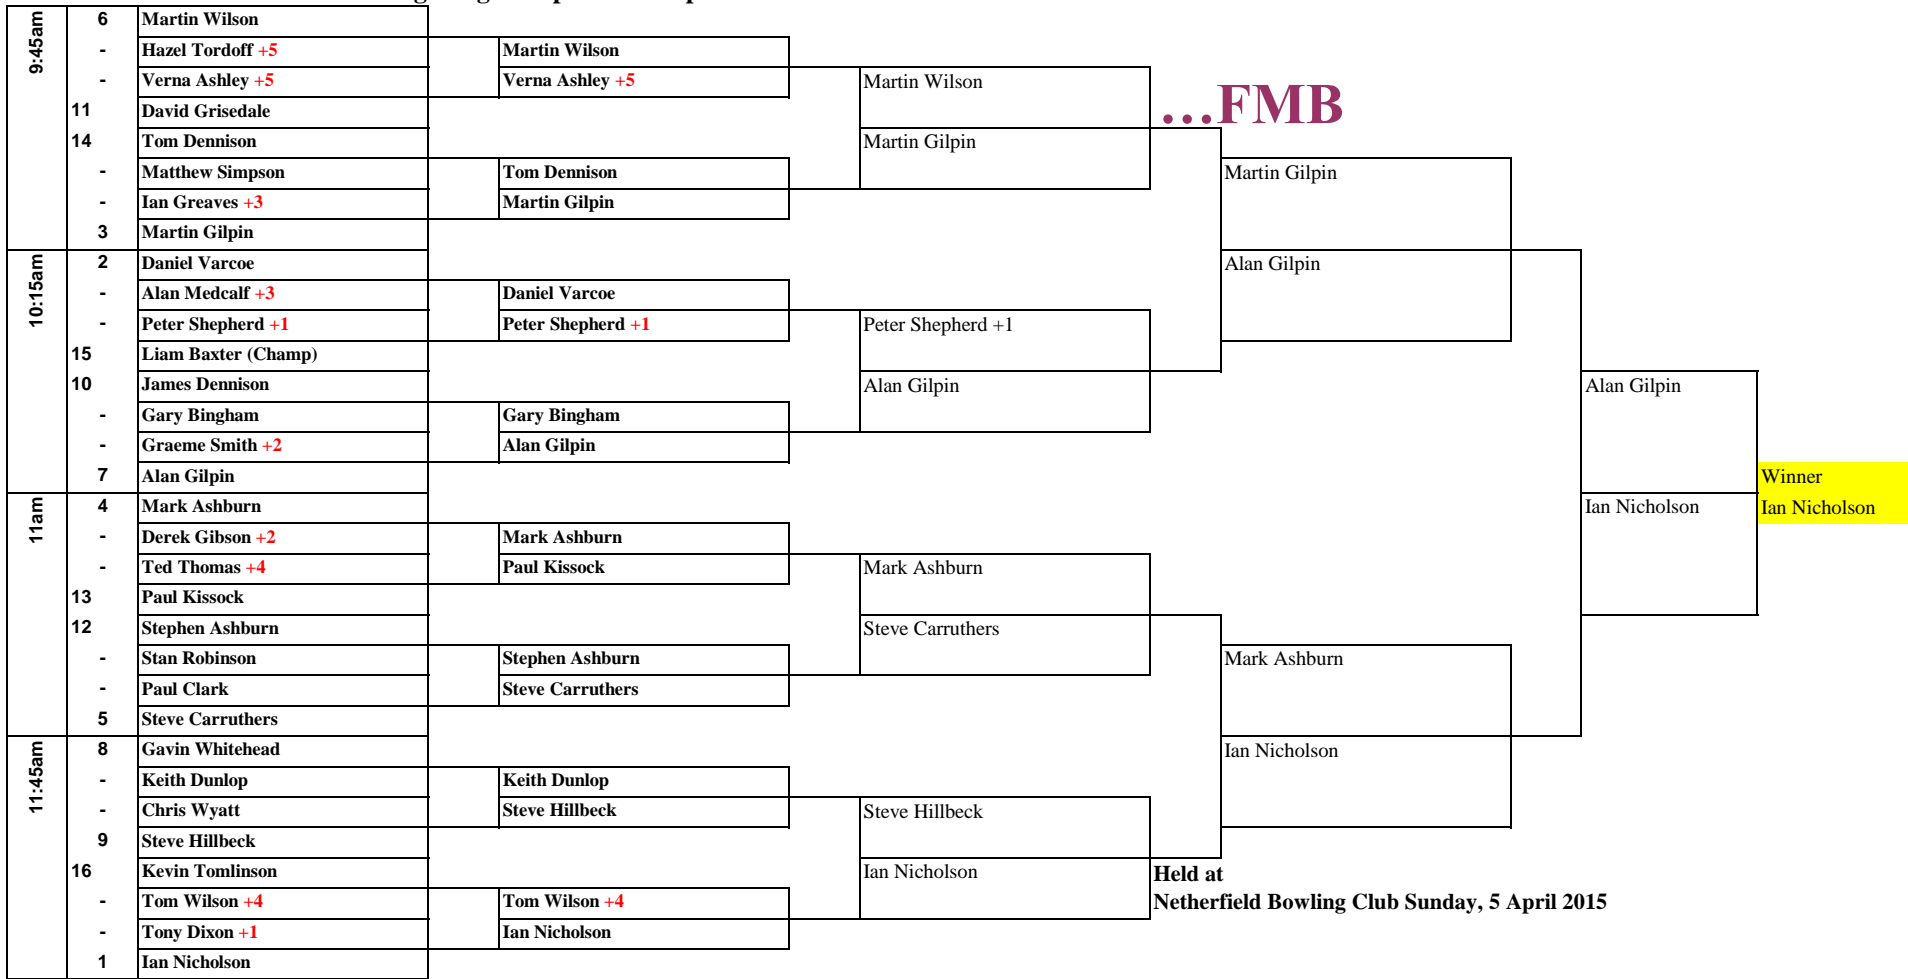 9:45am
6 Martin Wilson
- Hazel Tordoff +5
- Verna Ashley +5
11 David Grisedale
14 Tom Dennison
- Matthew Simpson
- Ian Greaves +3
3 Martin Gilpin
10:15am
2 Daniel Varcoe
- Alan Medcalf +3
- Peter Shepherd +1
15 Liam Baxter (Champ)
10 James Dennison
- Gary Bingham
- Graeme Smith +2
7 Alan Gilpin
11am
4 Mark Ashburn
- Derek Gibson +2
- Ted Thomas +4
13 Paul Kissock
12 Stephen Ashburn
- Stan Robinson
- Paul Clark
5 Steve Carruthers
11:45am
8 Gavin Whitehead
- Keith Dunlop
- Chris Wyatt
9 Steve Hillbeck
16 Kevin Tomlinson
- Tom Wilson +4
- Tony Dixon +1
1 Ian Nicholson
Martin Wilson
Verna Ashley +5
Tom Dennison
Martin Gilpin
Daniel Varcoe
Peter Shepherd +1
Gary Bingham
Alan Gilpin
Mark Ashburn
Paul Kissock
Stephen Ashburn
Steve Carruthers
Keith Dunlop
Steve Hillbeck
Tom Wilson +4
Ian Nicholson
Martin Wilson
Martin Gilpin
Peter Shepherd +1
Alan Gilpin
Mark Ashburn
Steve Carruthers
Steve Hillbeck
Ian Nicholson
...FMB
Martin Gilpin
Alan Gilpin
Mark Ashburn
Ian Nicholson
Alan Gilpin
Ian Nicholson
Winner
Ian Nicholson
Held at
Netherfield Bowling Club Sunday, 5 April 2015